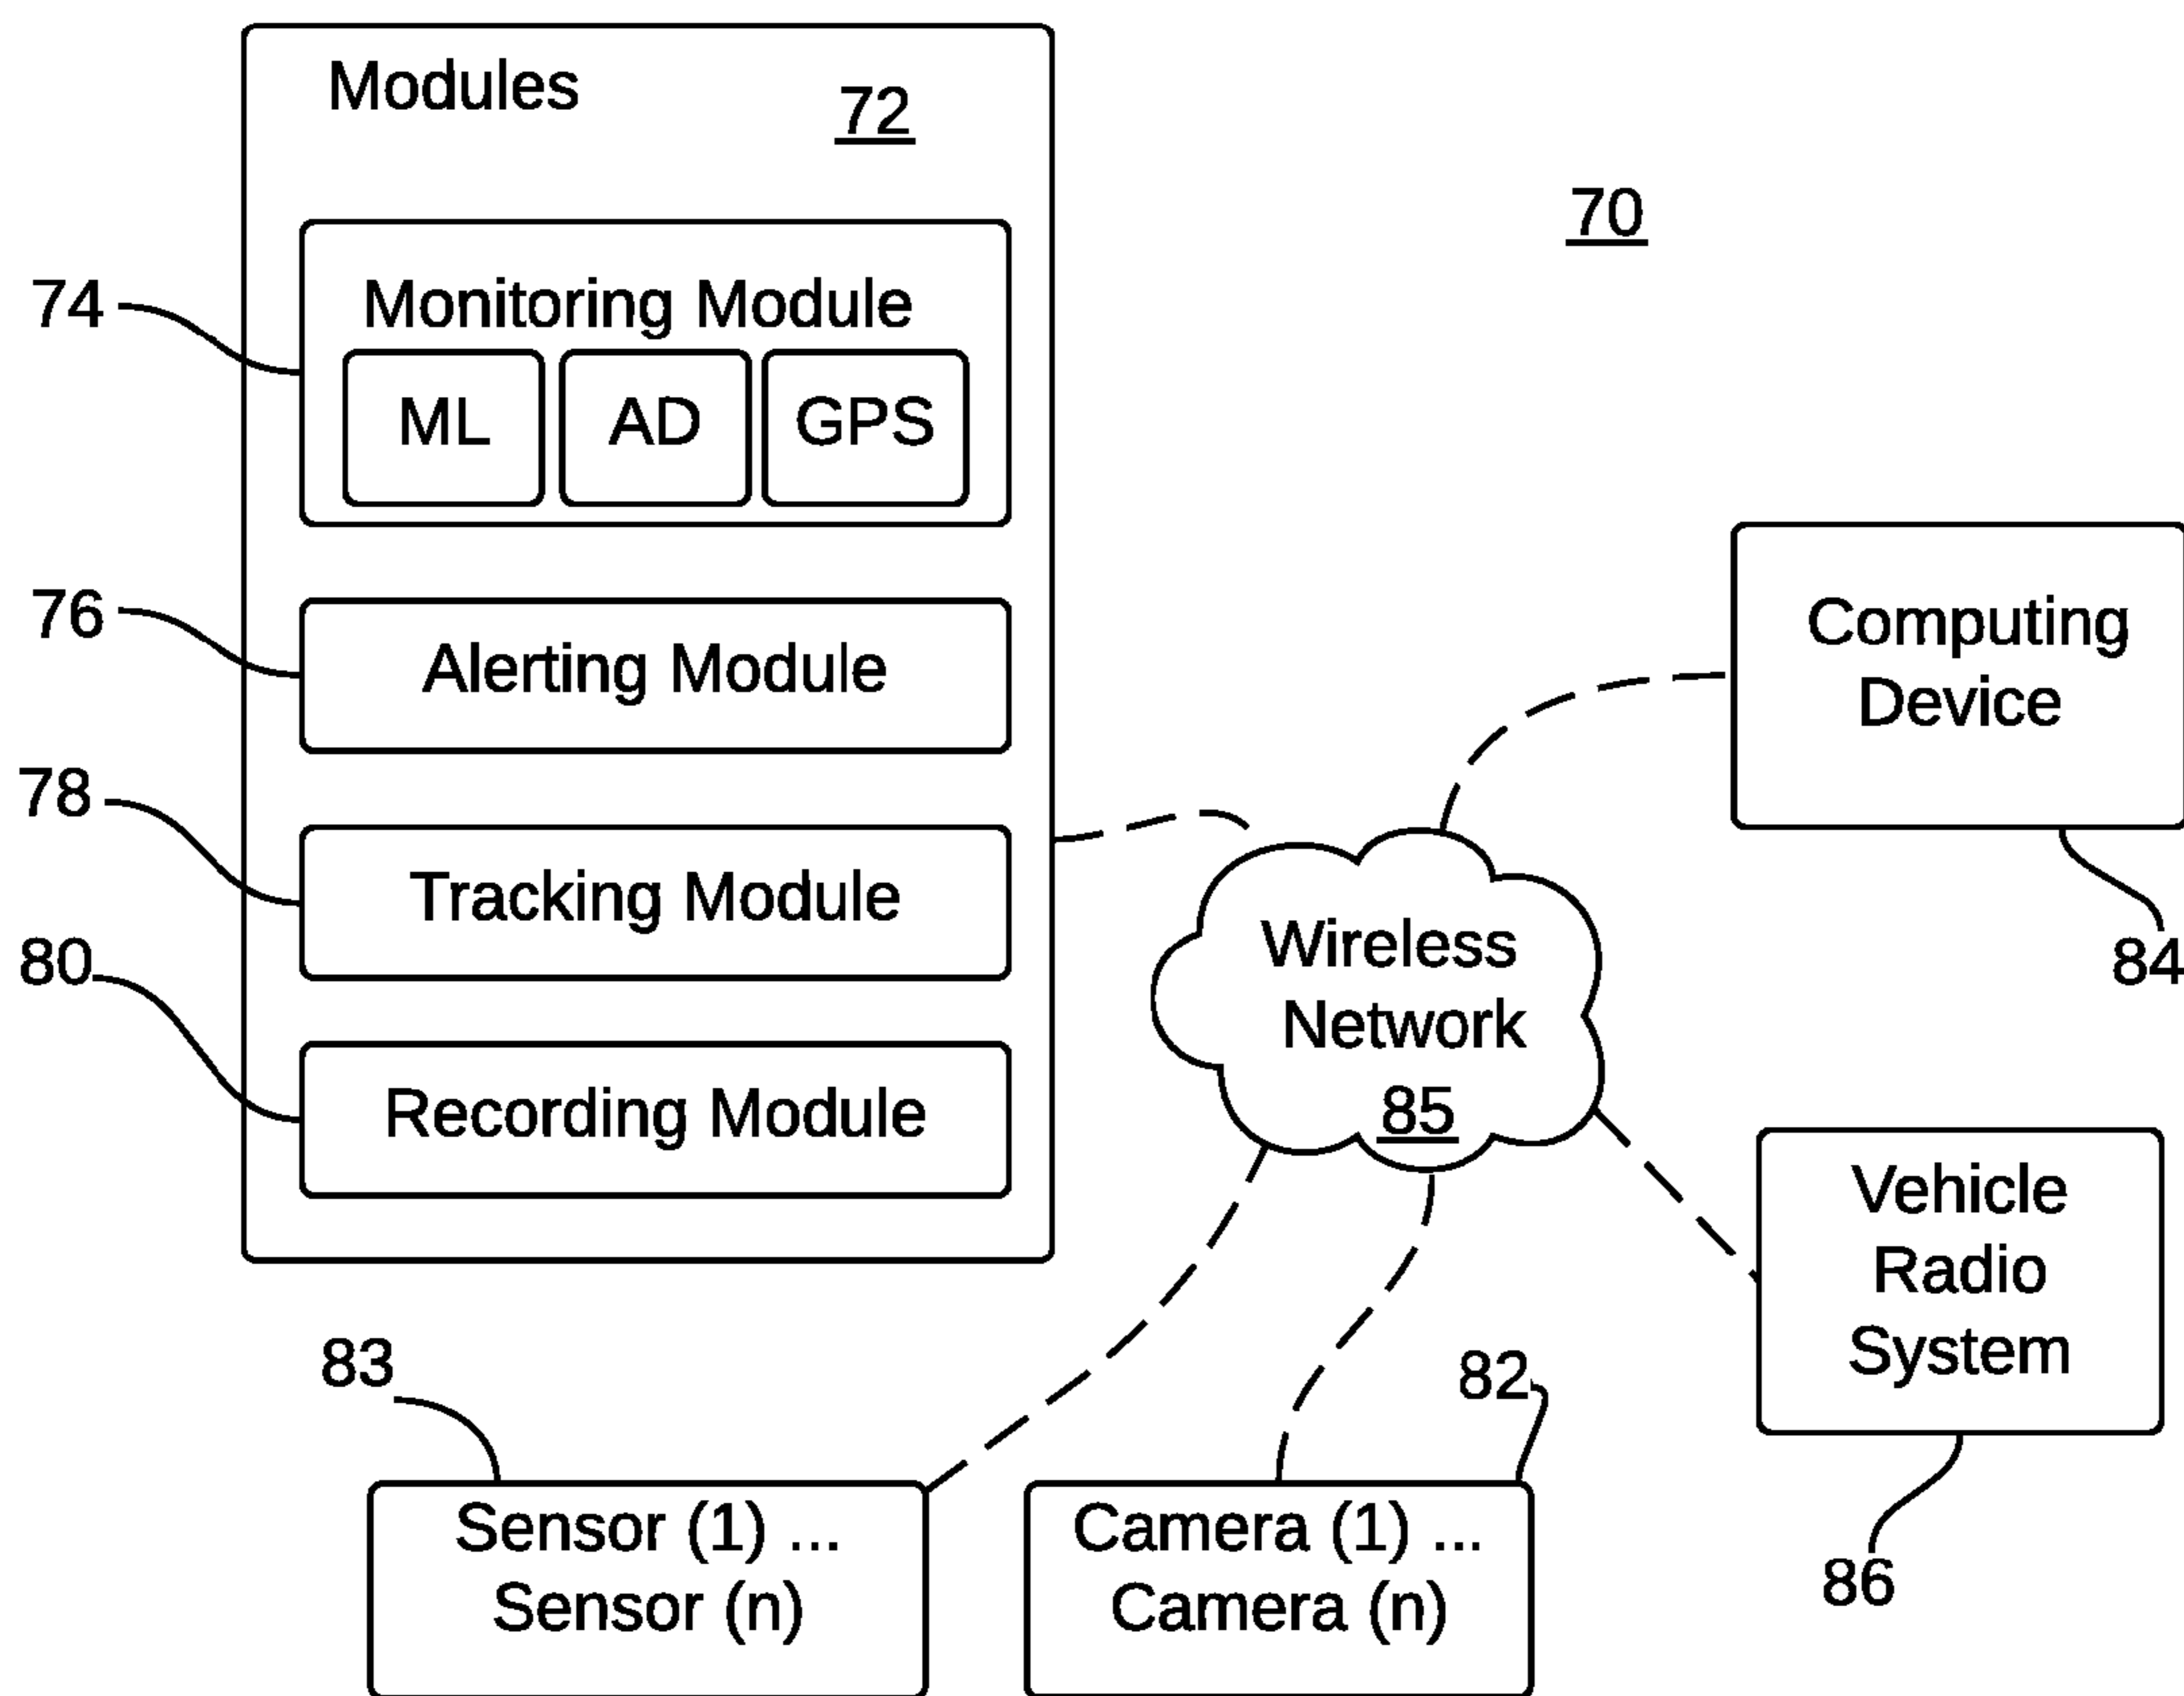 Modules
72
70
74
Monitoring Module
ML AD GPS
76
Alerting Module
78
Tracking Module
80
Recording Module
Computing
Device
84
Wireless
Network
85
Vehicle
Radio
System
86
83
Sensor (1) ...
Sensor (n)
82
Camera (1) ...
Camera (n)